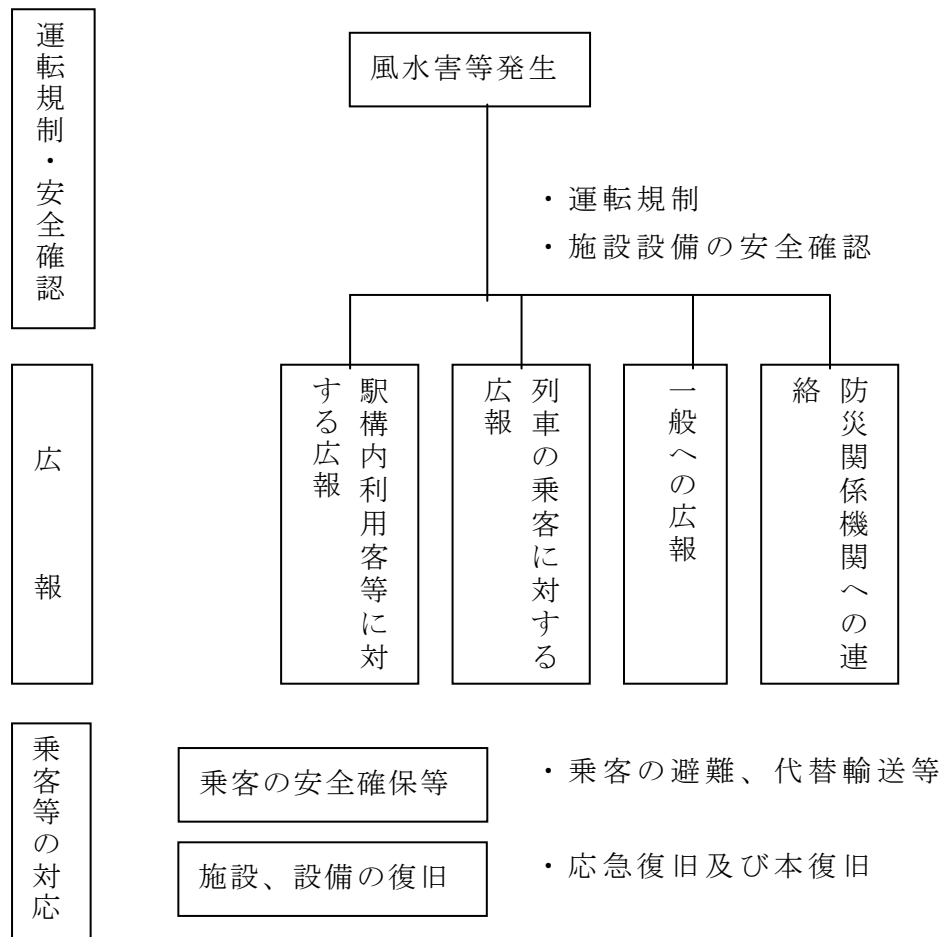 運転規制・安全確認
風水害等発生
・運転規制
・施設設備の安全確認
広報
駅構内利用客等に対
する広報
列車の乗客に対する
広報
一般への広報
防災関係機関への連
絡
乗客等の対応
乗客の安全確保等
・乗客の避難、代替輸送等
施設、設備の復旧
・応急復旧及び本復旧